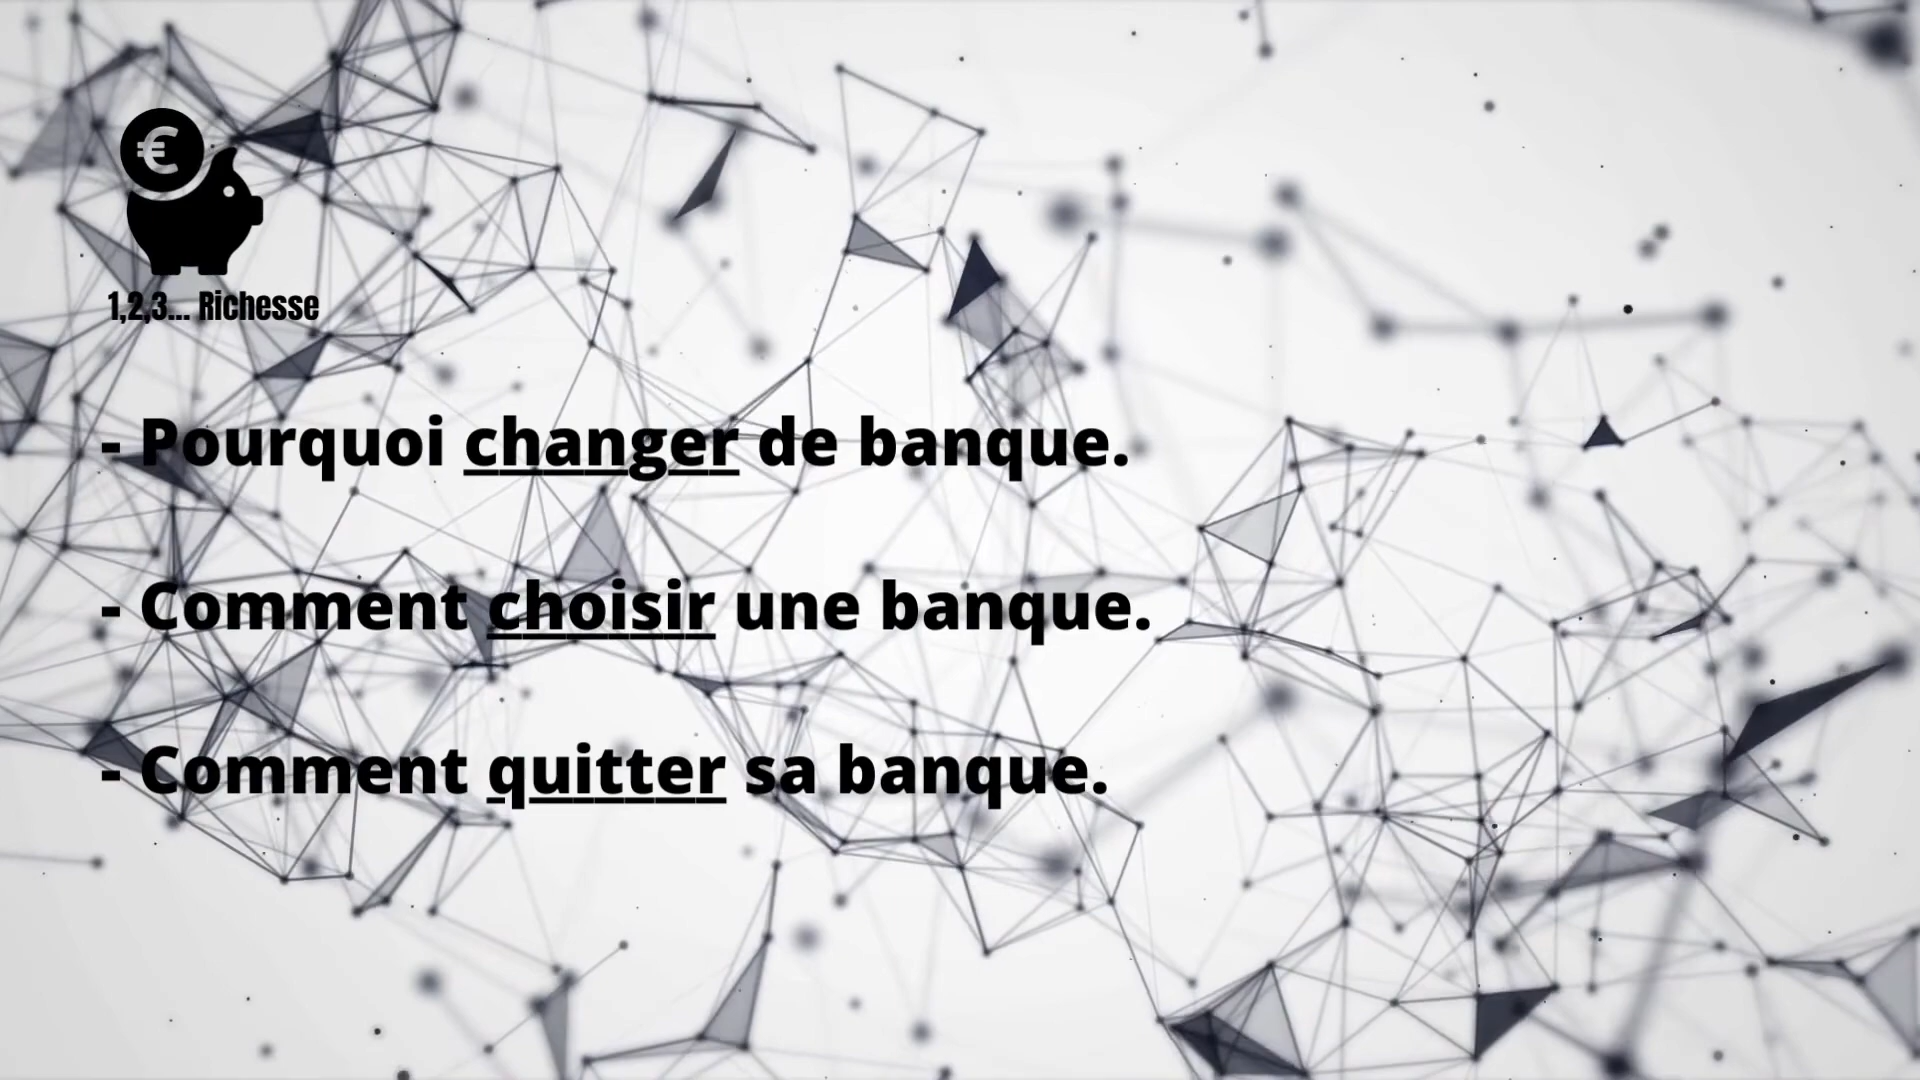 €
1,2,3... Richesse
- Pourquoi changer de banque.
- Comment choisir une banque.
- Comment quitter sa banque.